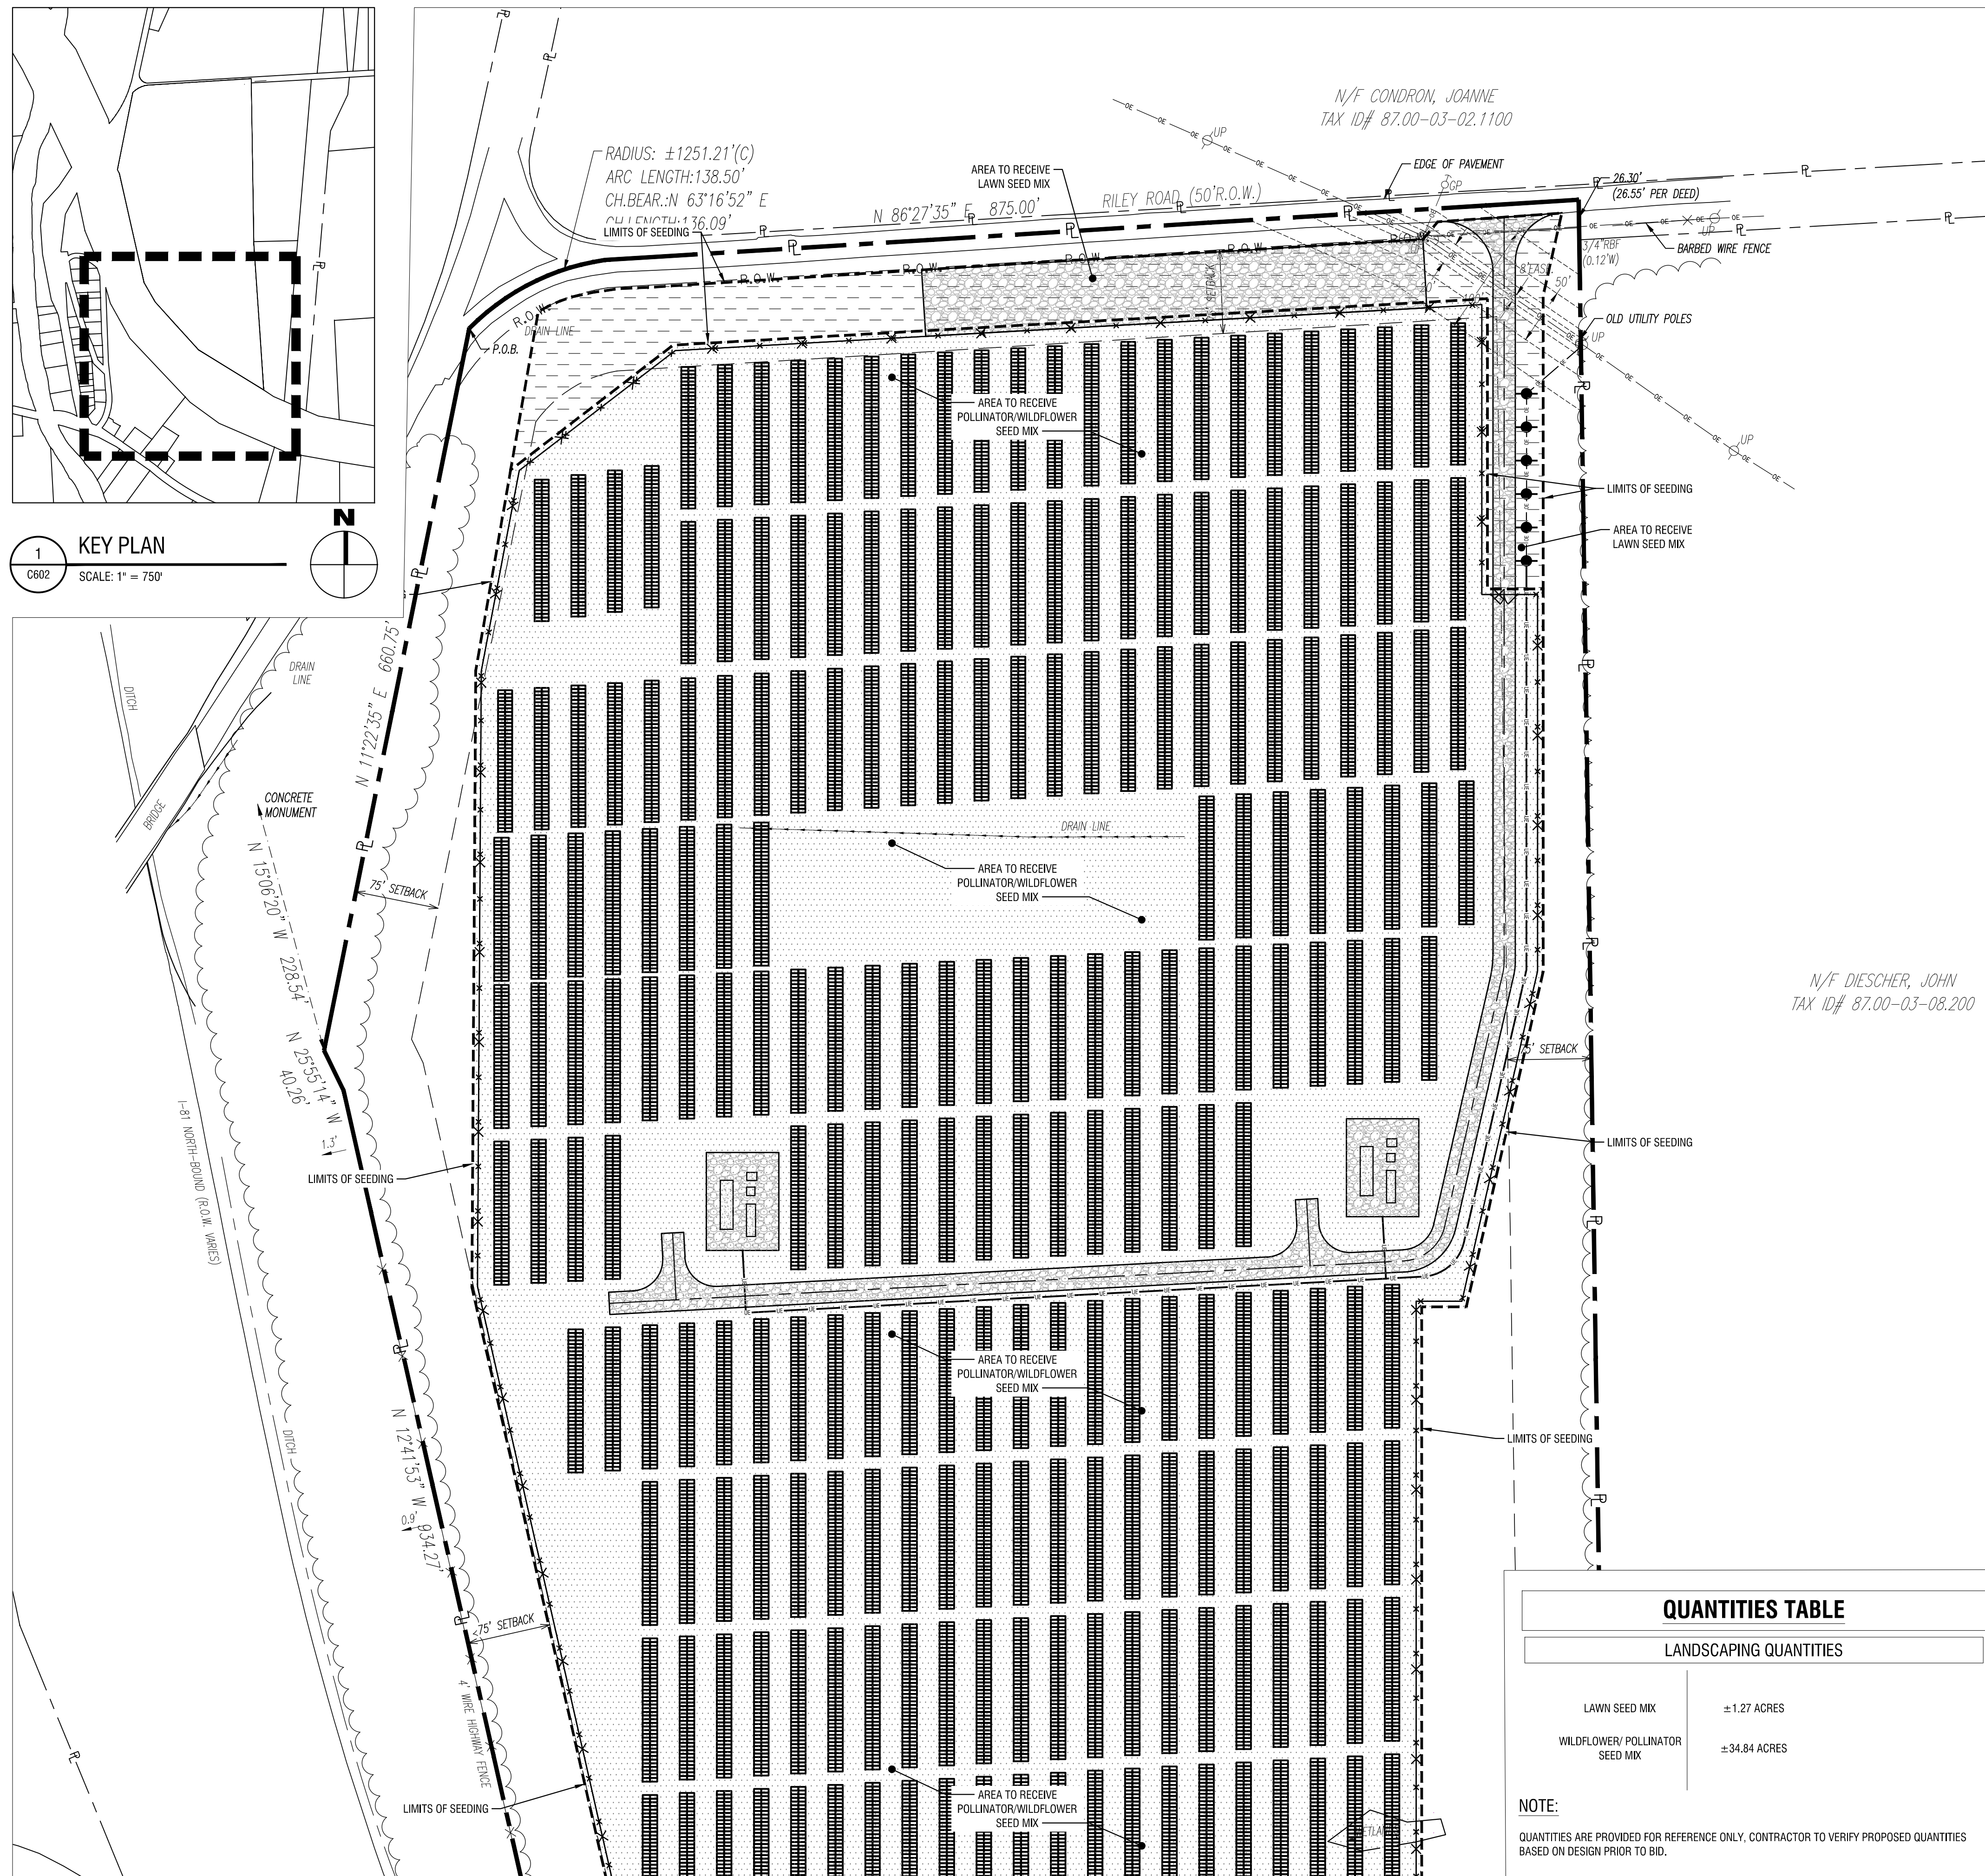 N
1
C602
KEY PLAN
SCALE: 1" = 750'
RADIUS: ±1251.21'(C)
ARC LENGTH:138.50'
CH.BEAR.:N 63°16'52" E
CH.LENGTH:136.09'
LIMITS OF SEEDING
AREA TO RECEIVE
LAWN SEED MIX
N 86°27'35" E 875.00'
RILEY ROAD (50'R.O.W.)
N/F CONDRON, JOANNE
TAX ID# 87.00-03-02.1100
UP
EDGE OF PAVEMENT
GP
26.30'
(26.55' PER DEED)
UP
BARBED WIRE FENCE
3/4"RBF
(0.12'W)
50'
OLD UTILITY POLES
UP
UP
R.O.W.
R.O.W.
R.O.W.
R.O.W.
R.O.W.
SETBACK
DRAIN LINE
P.O.B.
AREA TO RECEIVE
POLLINATOR/WILDFLOWER
SEED MIX
LIMITS OF SEEDING
AREA TO RECEIVE
LAWN SEED MIX
DRAIN
LINE
DITCH
BRIDGE
N 11°22'35" E 660.75'
CONCRETE
MONUMENT
N 15°06'20" W 228.54'
75' SETBACK
DRAIN LINE
AREA TO RECEIVE
POLLINATOR/WILDFLOWER
SEED MIX
N/F DIESCHER, JOHN
TAX ID# 87.00-03-08.200
N 25°55'14" W
40.26'
1.3'
75' SETBACK
I-81 NORTH-BOUND (R.O.W. VARIES)
LIMITS OF SEEDING
LIMITS OF SEEDING
AREA TO RECEIVE
POLLINATOR/WILDFLOWER
SEED MIX
LIMITS OF SEEDING
DITCH
N 12°41'53" W 934.27'
0.9'
75' SETBACK
4' WIRE HIGHWAY FENCE
LIMITS OF SEEDING
AREA TO RECEIVE
POLLINATOR/WILDFLOWER
SEED MIX
QUANTITIES TABLE
LANDSCAPING QUANTITIES
LAWN SEED MIX ±1.27 ACRES
WILDFLOWER/ POLLINATOR
SEED MIX ±34.84 ACRES
NOTE:
QUANTITIES ARE PROVIDED FOR REFERENCE ONLY, CONTRACTOR TO VERIFY PROPOSED QUANTITIES
BASED ON DESIGN PRIOR TO BID.